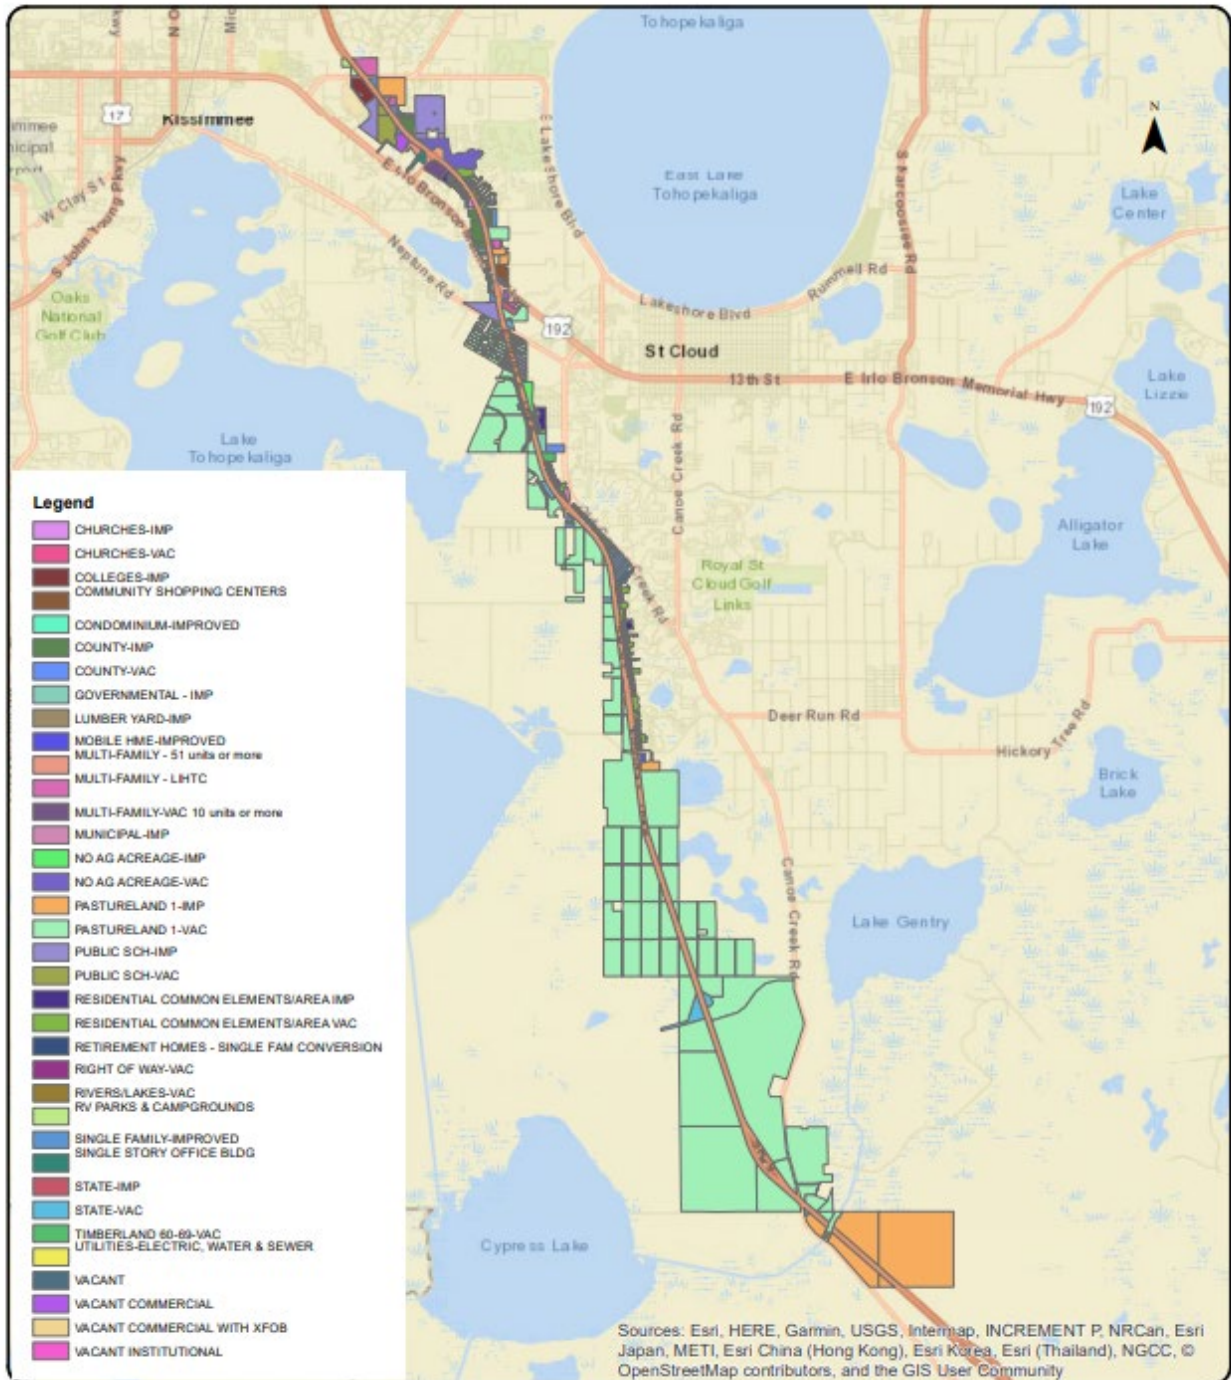 Tohopekaliga
N
17
Kissimmee
W Clay St
S John Young Pkwy
E Irlo Bronson
Neptune Rd
E Lakeshore Blvd
East Lake
Tohopekaliga
S Narcoossee Rd
Lake
Center
Oaks
National
Golf Club
Rummell Rd
Lakeshore Blvd
192
St Cloud
13th St
E Irlo Bronson Memorial Hwy
192
Lake
Lizzie
Lake
Tohopekaliga
Canoe Creek Rd
Alligator
Lake
Royal St
Cloud Golf
Links
Creek Rd
Deer Run Rd
Hickory Tree Rd
Brick
Lake
Canoe Creek Rd
Lake Gentry
Cypress Lake
Legend
CHURCHES-IMP
CHURCHES-VAC
COLLEGES-IMP
COMMUNITY SHOPPING CENTERS
CONDOMINIUM-IMPROVED
COUNTY-IMP
COUNTY-VAC
GOVERNMENTAL - IMP
LUMBER YARD-IMP
MOBILE HME-IMPROVED
MULTI-FAMILY - 51 units or more
MULTI-FAMILY - LIHTC
MULTI-FAMILY-VAC 10 units or more
MUNICIPAL-IMP
NO AG ACREAGE-IMP
NO AG ACREAGE-VAC
PASTURELAND 1-IMP
PASTURELAND 1-VAC
PUBLIC SCH-IMP
PUBLIC SCH-VAC
RESIDENTIAL COMMON ELEMENTS/AREA IMP
RESIDENTIAL COMMON ELEMENTS/AREA VAC
RETIREMENT HOMES - SINGLE FAM CONVERSION
RIGHT OF WAY-VAC
RIVERS/LAKES-VAC
RV PARKS & CAMPGROUNDS
SINGLE FAMILY-IMPROVED
SINGLE STORY OFFICE BLDG
STATE-IMP
STATE-VAC
TIMBERLAND 60-69-VAC
UTILITIES-ELECTRIC, WATER & SEWER
VACANT
VACANT COMMERCIAL
VACANT COMMERCIAL WITH XFOB
VACANT INSTITUTIONAL
Sources: Esri, HERE, Garmin, USGS, Intermap, INCREMENT P, NRCan, Esri
Japan, METI, Esri China (Hong Kong), Esri Korea, Esri (Thailand), NGCC, ©
OpenStreetMap contributors, and the GIS User Community